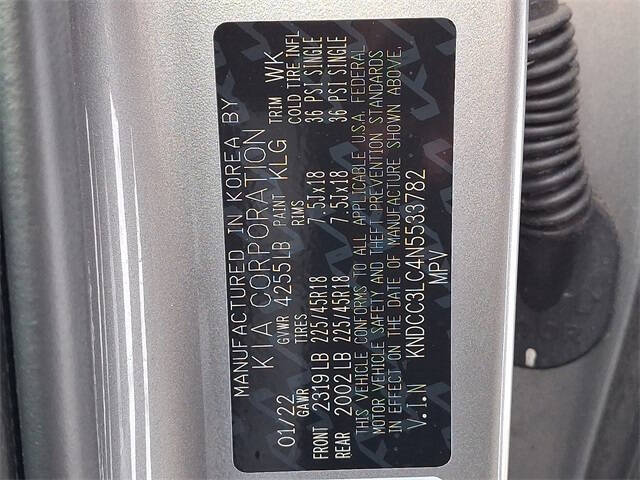 MANUFACTURED IN KOREA BY
KIA CORPORATION
01/22 GVWR 4255LB PAINT KLG TRIM WK
GAWR TIRES RIMS COLD TIRE INFL
FRONT 2319LB 225/45R18 7.5Jx18 36 PSI SINGLE
REAR 2002LB 225/45R18 7.5Jx18 36 PSI SINGLE
THIS VEHICLE CONFORMS TO ALL APPLICABLE U.S.A. FEDERAL
MOTOR VEHICLE SAFETY AND THEFT PREVENTION STANDARDS
IN EFFECT ON THE DATE OF MANUFACTURE SHOWN ABOVE.
V.I.N KNDCC3LC4N5533782
MPV